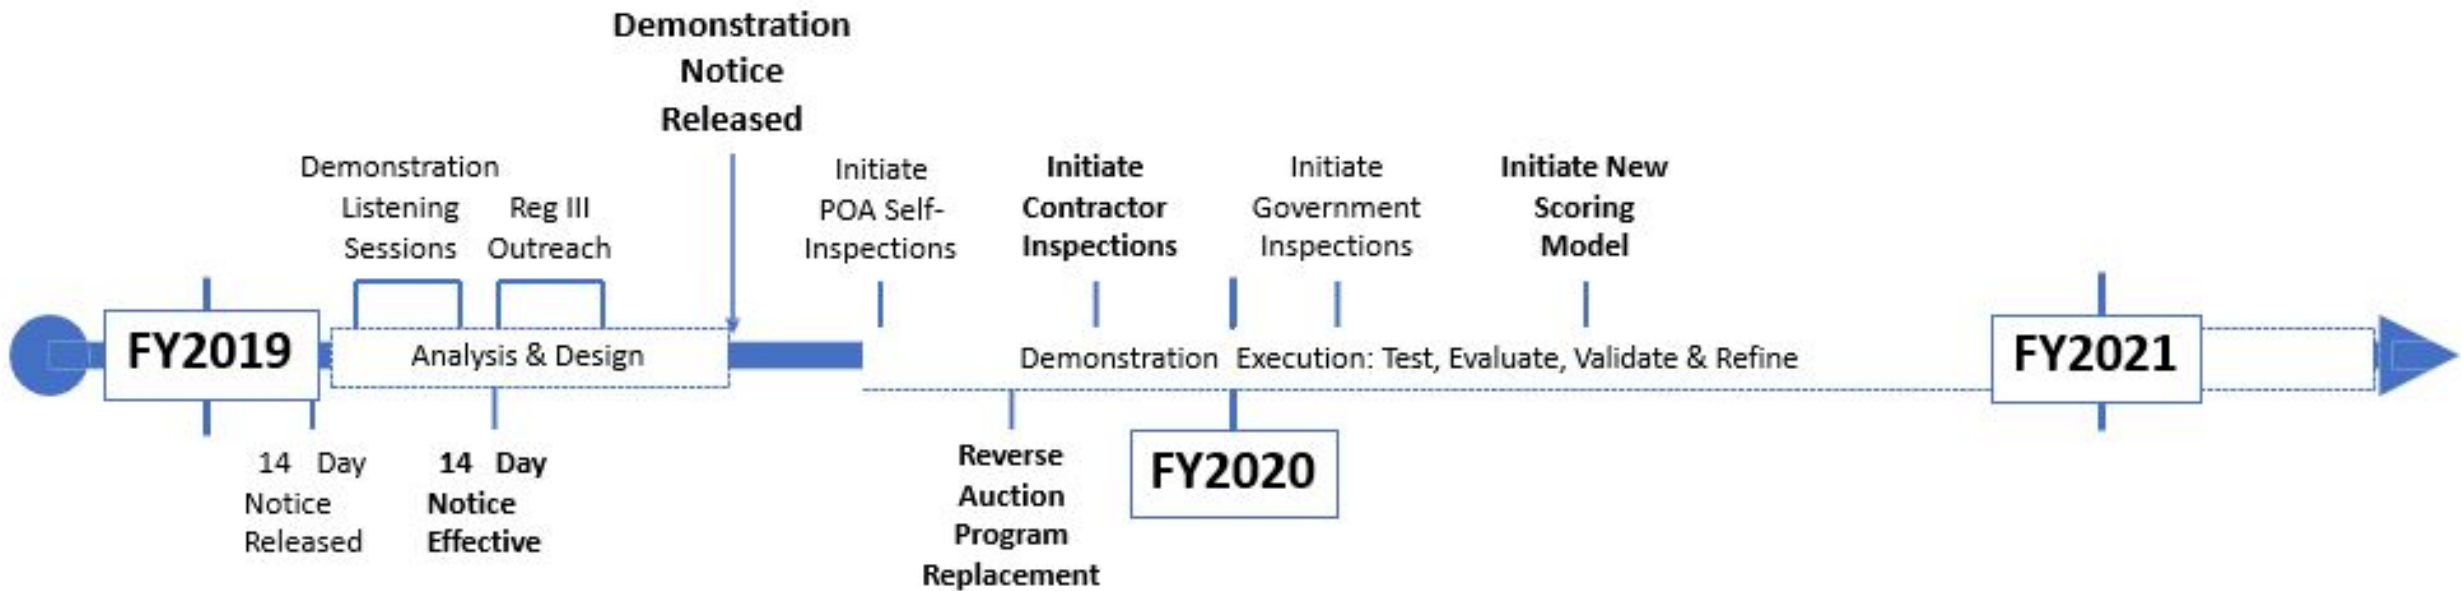 Demonstration
Notice
Released
Demonstration
Listening
Sessions
Reg III
Outreach
Initiate
POA Self-
Inspections
Initiate
Contractor
Inspections
Initiate
Government
Inspections
Initiate New
Scoring
Model
FY2019
Analysis & Design
Demonstration Execution: Test, Evaluate, Validate & Refine
FY2021
14 Day
Notice
Released
14 Day
Notice
Effective
Reverse
Auction
Program
Replacement
FY2020